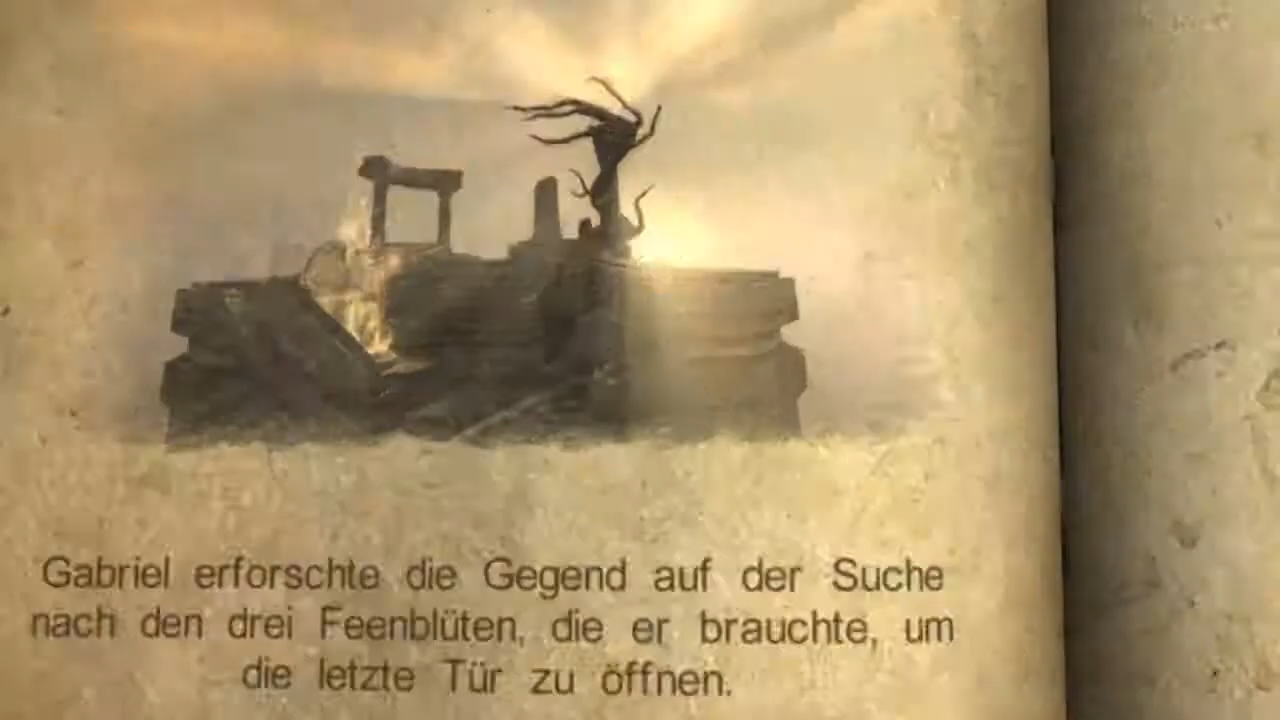 Gabriel erforschte die Gegend auf der Suche
nach den drei Feenblüten, die er brauchte, um
die letzte Tür zu öffnen.